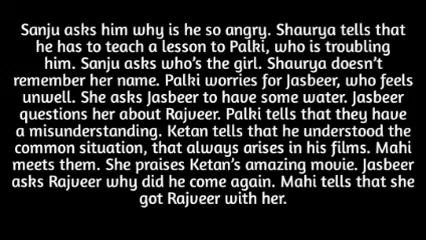 Sanju asks him why is he so angry. Shaurya tells that
he has to teach a lesson to Palki, who is troubling
him. Sanju asks who's the girl. Shaurya doesn't
remember her name. Palki worries for Jasbeer, who feels
unwell. She asks Jasbeer to have some water. Jasbeer
questions her about Rajveer. Palki tells that they have
a misunderstanding. Ketan tells that he understood the
common situation, that always arises in his films. Mahi
meets them. She praises Ketan's amazing movie. Jasbeer
asks Rajveer why did he come again. Mahi tells that she
got Rajveer with her.